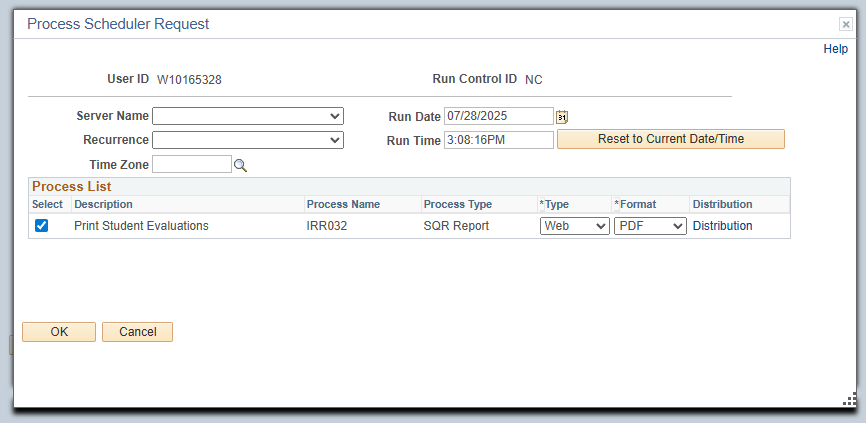 Process Scheduler Request
Help
User ID W10165328 Run Control ID NC
Server Name Run Date 07/28/2025 31
Recurrence Run Time 3:08:16PM Reset to Current Date/Time
Time Zone
Process List
Select Description Process Name Process Type *Type *Format Distribution
Print Student Evaluations IRR032 SQR Report Web PDF Distribution
OK Cancel